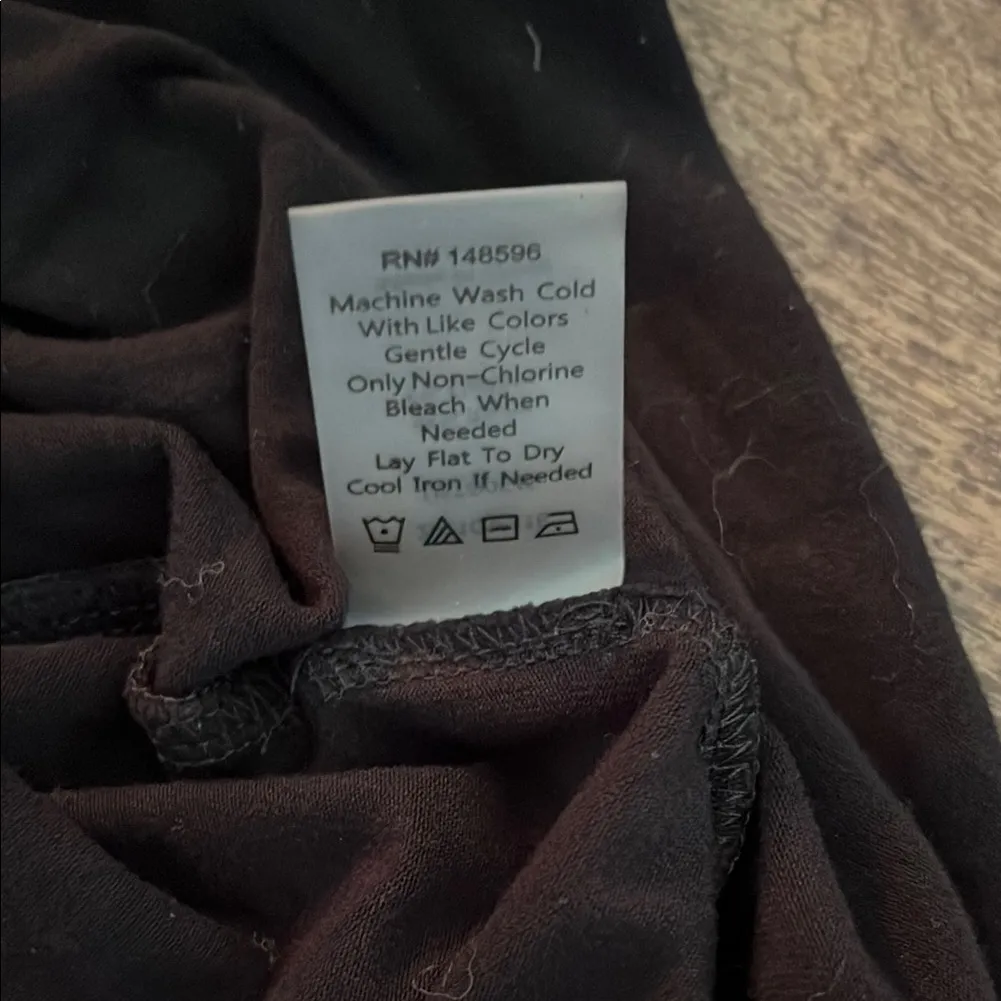 RN# 148596
Machine Wash Cold
With Like Colors
Gentle Cycle
Only Non-Chlorine
Bleach When
Needed
Lay Flat To Dry
Cool Iron If Needed